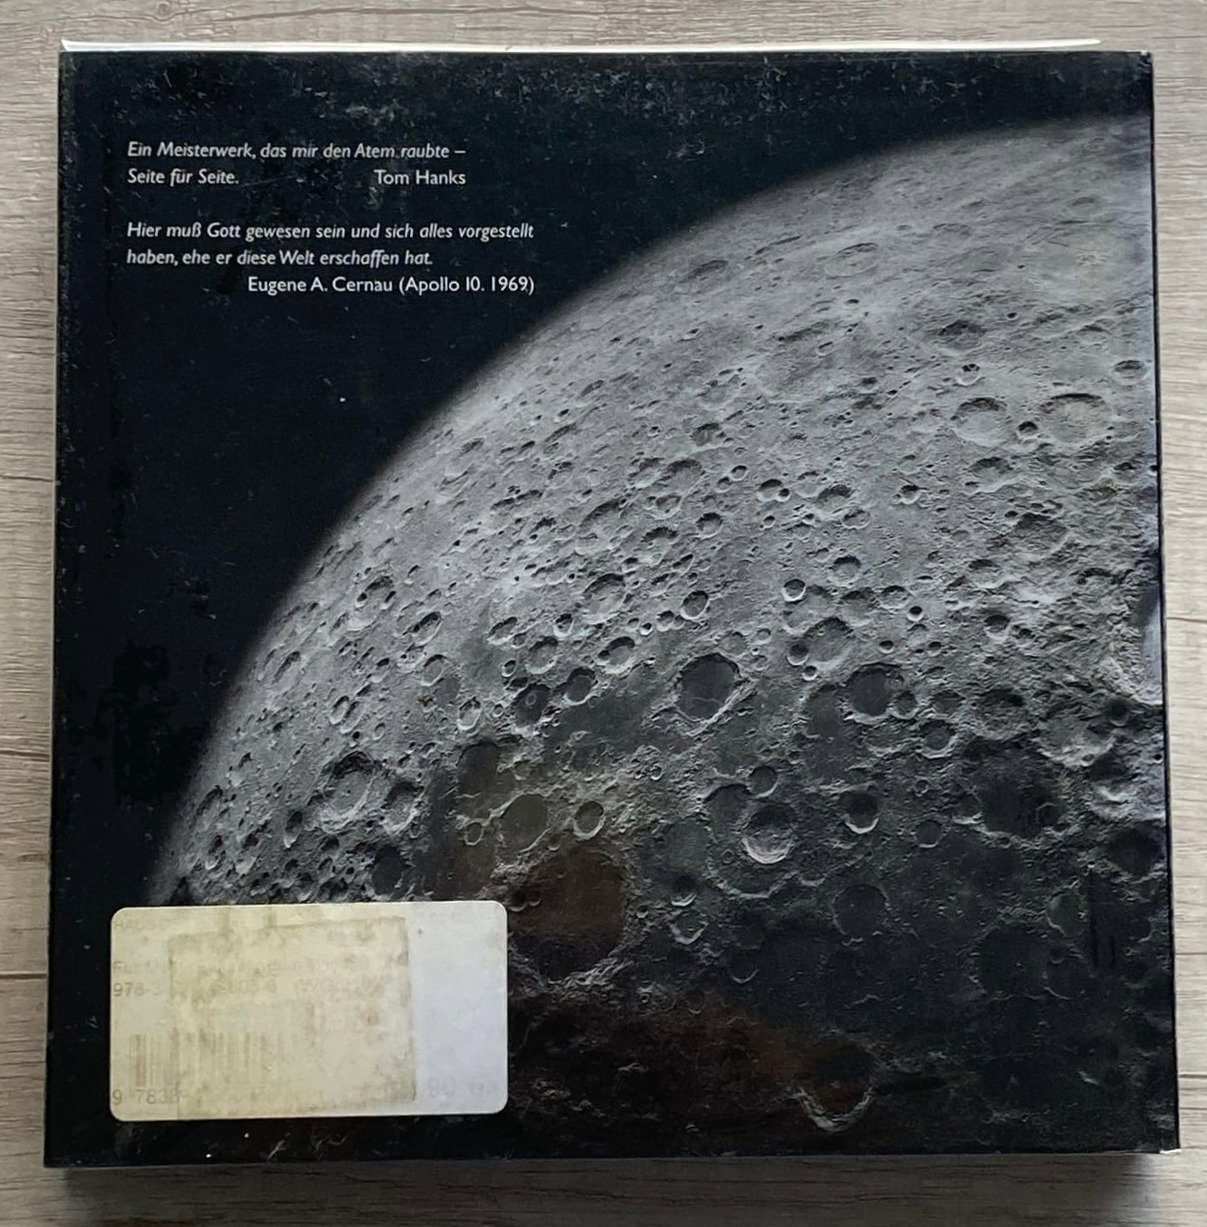 Ein Meisterwerk, das mir den Atem raubte –
Seite für Seite. Tom Hanks
Hier muß Gott gewesen sein und sich alles vorgestellt
haben, ehe er diese Welt erschaffen hat.
Eugene A. Cernau (Apollo 10. 1969)